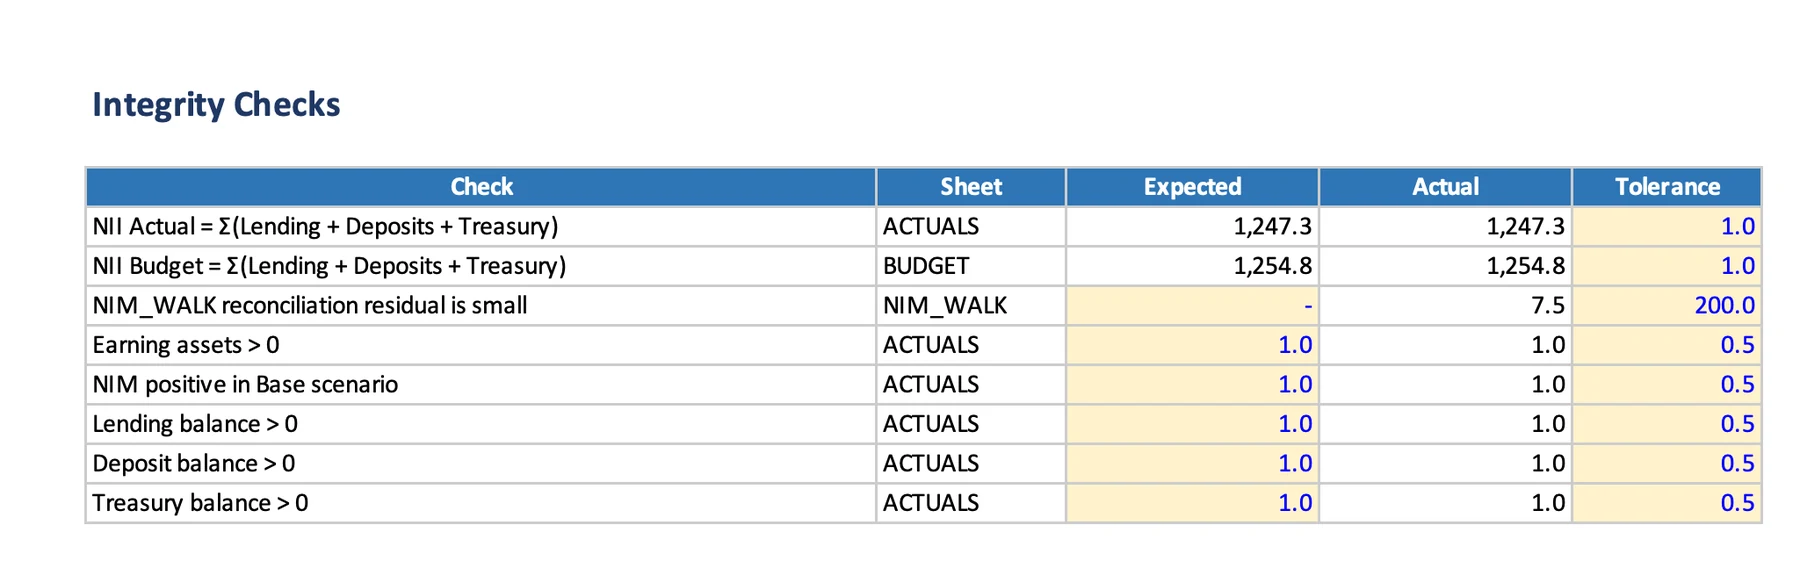 Integrity Checks
Check Sheet Expected Actual Tolerance
NII Actual = Σ(Lending + Deposits + Treasury) ACTUALS 1,247.3 1,247.3 1.0
NII Budget = Σ(Lending + Deposits + Treasury) BUDGET 1,254.8 1,254.8 1.0
NIM_WALK reconciliation residual is small NIM_WALK - 7.5 200.0
Earning assets > 0 ACTUALS 1.0 1.0 0.5
NIM positive in Base scenario ACTUALS 1.0 1.0 0.5
Lending balance > 0 ACTUALS 1.0 1.0 0.5
Deposit balance > 0 ACTUALS 1.0 1.0 0.5
Treasury balance > 0 ACTUALS 1.0 1.0 0.5